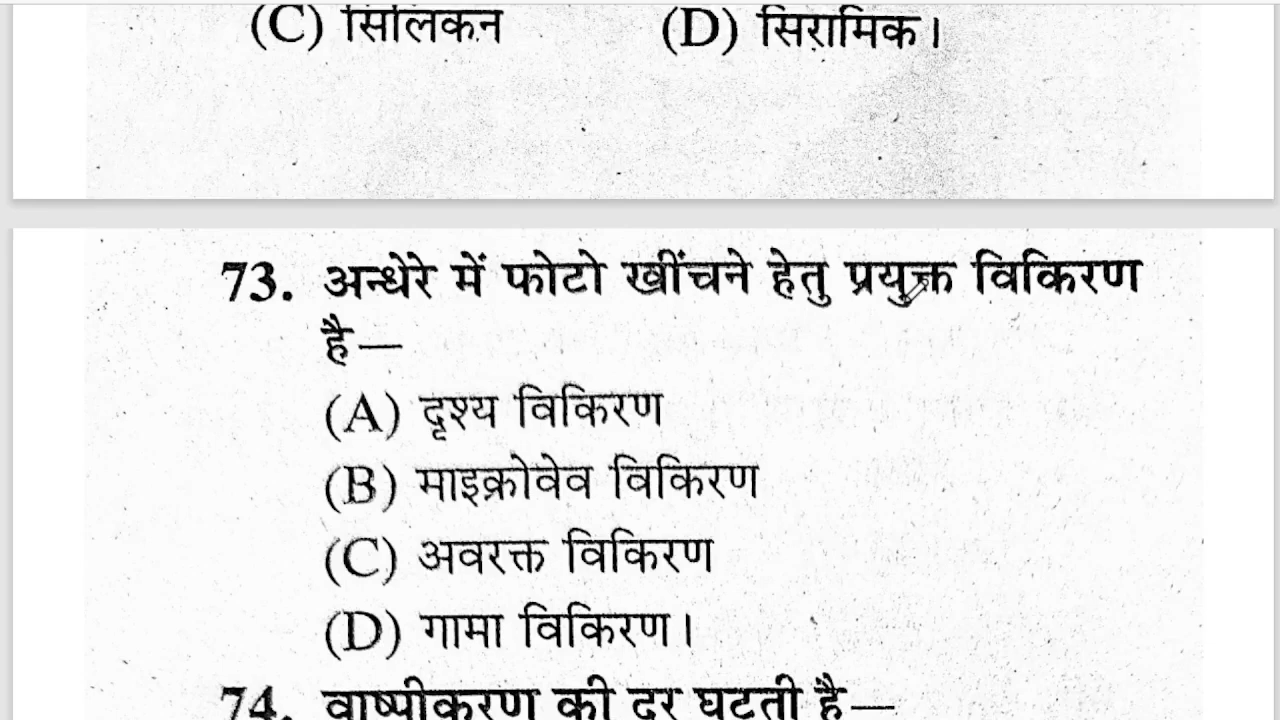 (C) सिलिकन (D) सिरामिक।
73. अन्धेरे में फोटो खींचने हेतु प्रयुक्त विकिरण
है—
(A) दृश्य विकिरण
(B) माइक्रोवेव विकिरण
(C) अवरक्त विकिरण
(D) गामा विकिरण।
74. वाष्पीकरण की दर घटती है—